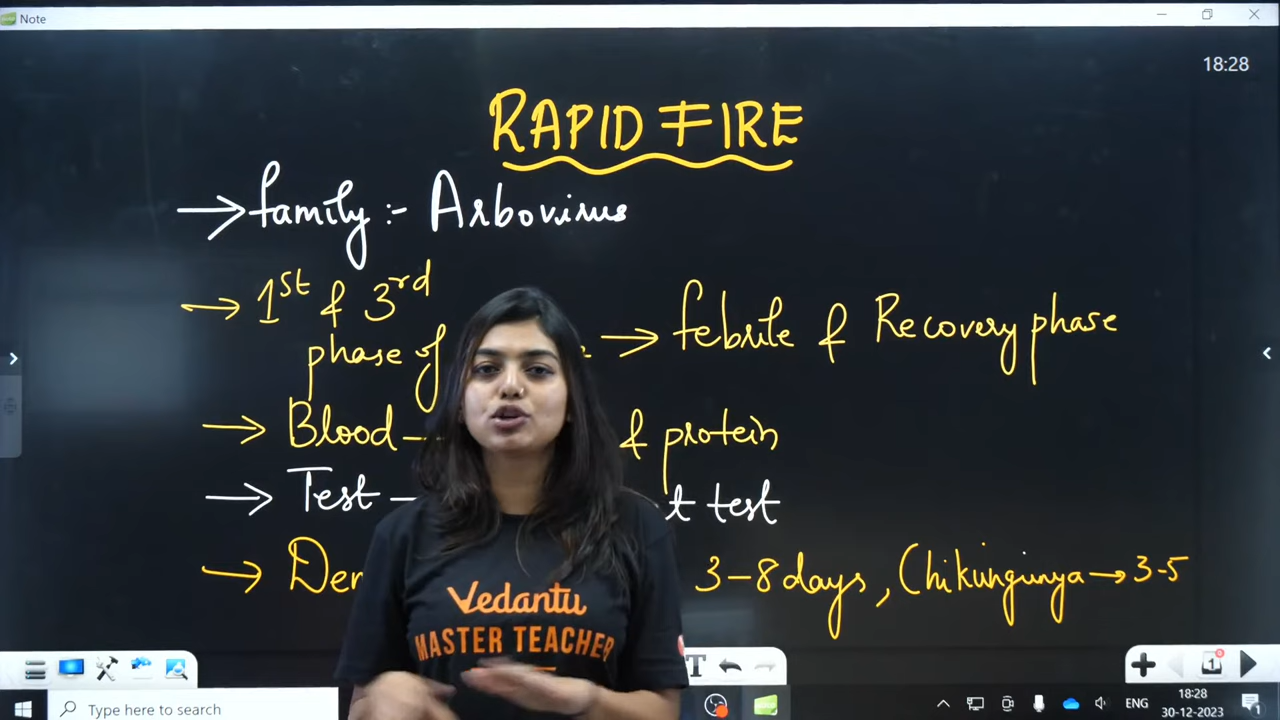 Note
18:28
RAPID FIRE
→ family :- Arbovirus
→ 1st & 3rd
phase of → febrile & Recovery phase
→ Blood – & protein
→ Test – t test
→ Den 3-8 days, Chikungunya → 3-5
Vedantu
MASTER TEACHER
T
1
Type here to search
ENG
18:28
30-12-2023
1